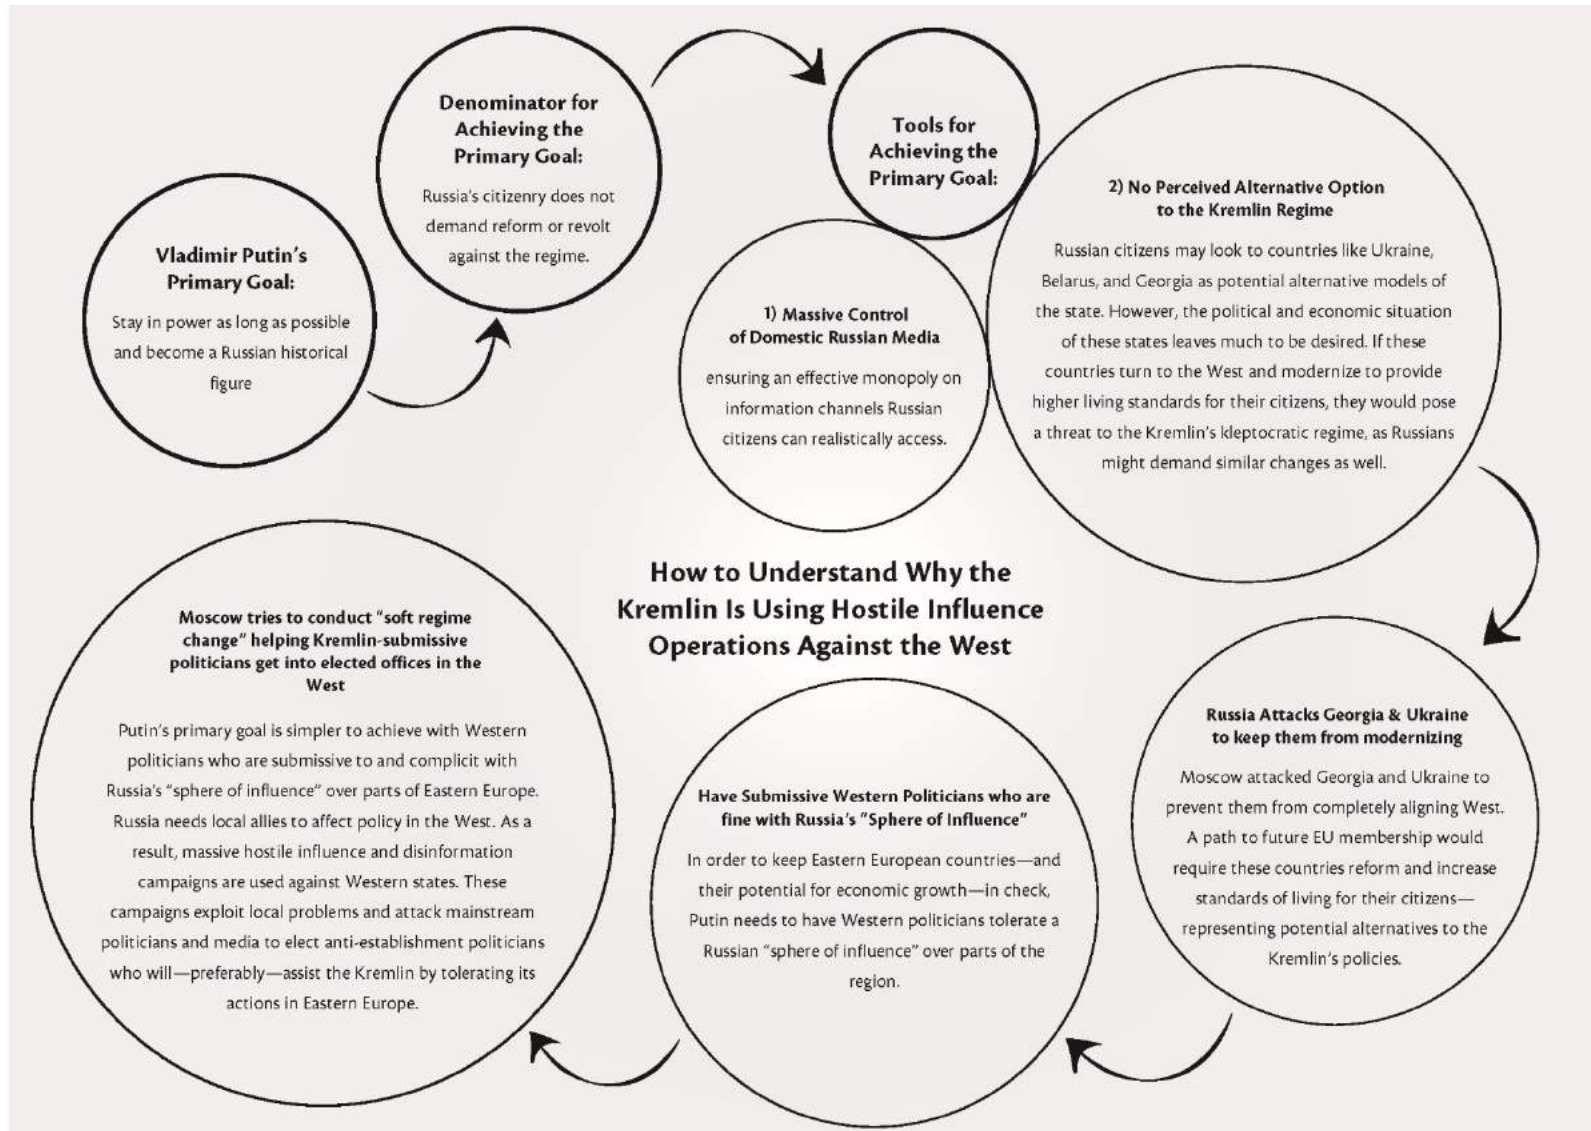 Vladimir Putin's
Primary Goal:
Stay in power as long as possible
and become a Russian historical
figure
Denominator for
Achieving the
Primary Goal:
Russia's citizenry does not
demand reform or revolt
against the regime.
Tools for
Achieving the
Primary Goal:
1) Massive Control
of Domestic Russian Media
ensuring an effective monopoly on
information channels Russian
citizens can realistically access.
2) No Perceived Alternative Option
to the Kremlin Regime
Russian citizens may look to countries like Ukraine,
Belarus, and Georgia as potential alternative models of
the state. However, the political and economic situation
of these states leaves much to be desired. If these
countries turn to the West and modernize to provide
higher living standards for their citizens, they would pose
a threat to the Kremlin's kleptocratic regime, as Russians
might demand similar changes as well.
How to Understand Why the
Kremlin Is Using Hostile Influence
Operations Against the West
Russia Attacks Georgia & Ukraine
to keep them from modernizing
Moscow attacked Georgia and Ukraine to
prevent them from completely aligning West.
A path to future EU membership would
require these countries reform and increase
standards of living for their citizens—
representing potential alternatives to the
Kremlin's policies.
Have Submissive Western Politicians who are
fine with Russia's "Sphere of Influence"
In order to keep Eastern European countries—and
their potential for economic growth—in check,
Putin needs to have Western politicians tolerate a
Russian "sphere of influence" over parts of the
region.
Moscow tries to conduct "soft regime
change" helping Kremlin-submissive
politicians get into elected offices in the
West
Putin's primary goal is simpler to achieve with Western
politicians who are submissive to and complicit with
Russia's "sphere of influence" over parts of Eastern Europe.
Russia needs local allies to affect policy in the West. As a
result, massive hostile influence and disinformation
campaigns are used against Western states. These
campaigns exploit local problems and attack mainstream
politicians and media to elect anti-establishment politicians
who will—preferably—assist the Kremlin by tolerating its
actions in Eastern Europe.